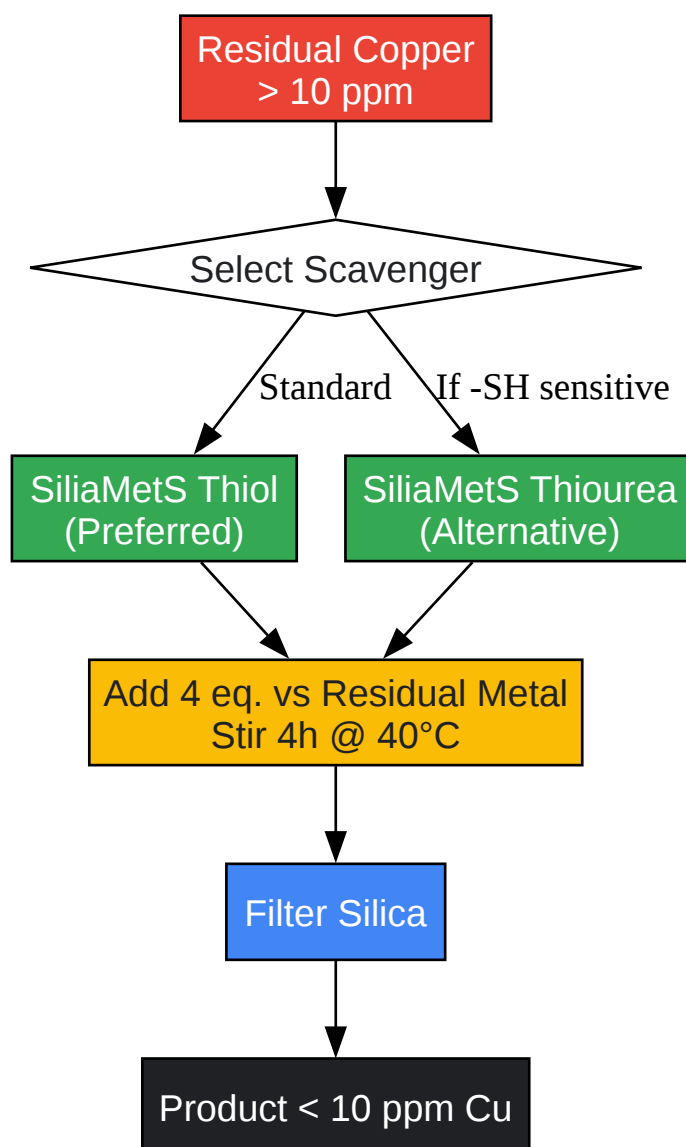 Residual Copper
> 10 ppm
Select Scavenger
Standard
If -SH sensitive
SiliaMetS Thiol
(Preferred)
SiliaMetS Thiourea
(Alternative)
Add 4 eq. vs Residual Metal
Stir 4h @ 40°C
Filter Silica
Product < 10 ppm Cu